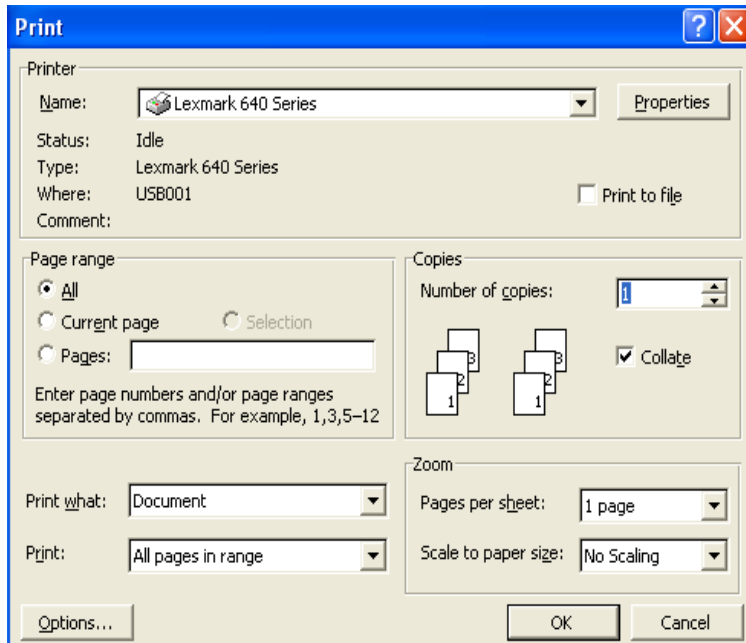 Print
Printer
Name: Lexmark 640 Series Properties
Status: Idle
Type: Lexmark 640 Series
Where: USB001 Print to file
Comment:
Page range
All
Current page Selection
Pages:
Enter page numbers and/or page ranges
separated by commas. For example, 1,3,5–12
Copies
Number of copies: 1
3 3
2 2
1 1
Collate
Print what: Document
Print: All pages in range
Zoom
Pages per sheet: 1 page
Scale to paper size: No Scaling
Options... OK Cancel